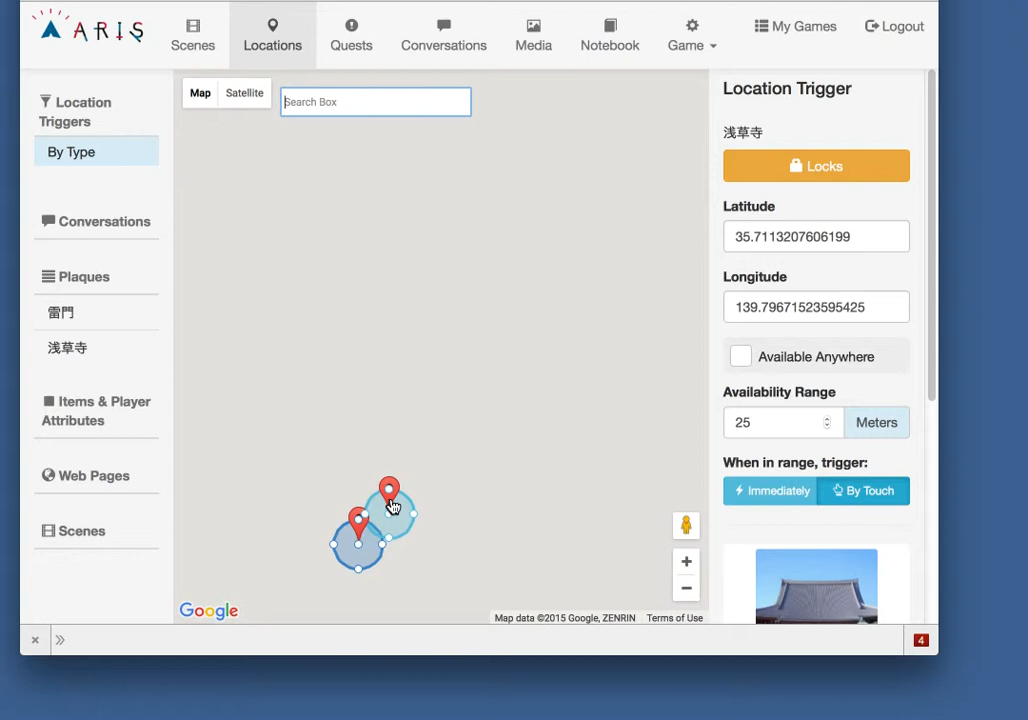 ARIS
Scenes
Locations
Quests
Conversations
Media
Notebook
Game
My Games
Logout
Location
Triggers
By Type
Conversations
Plaques
雷門
浅草寺
Items & Player
Attributes
Web Pages
Scenes
Map
Satellite
Search Box
Google
Map data ©2015 Google, ZENRIN
Terms of Use
Location Trigger
浅草寺
Locks
Latitude
35.7113207606199
Longitude
139.79671523595425
Available Anywhere
Availability Range
25
Meters
When in range, trigger:
Immediately
By Touch
4